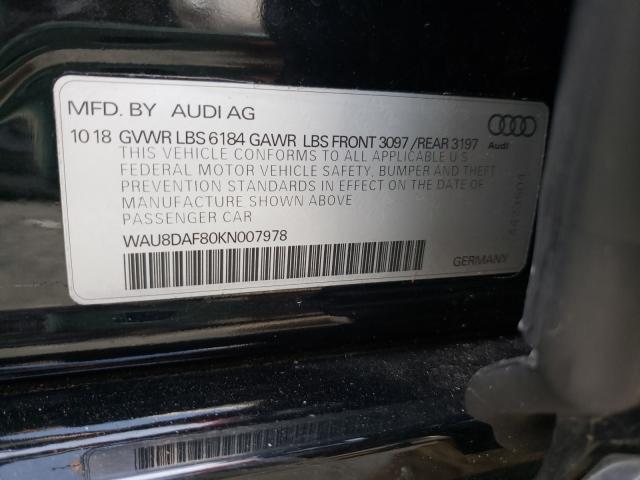 MFD. BY AUDI AG
10 18 GVWR LBS 6184 GAWR LBS FRONT 3097 /REAR 3197
Audi
THIS VEHICLE CONFORMS TO ALL APPLICABLE U S
FEDERAL MOTOR VEHICLE SAFETY, BUMPER AND THEFT
PREVENTION STANDARDS IN EFFECT ON THE DATE OF
MANUFACTURE SHOWN ABOVE
PASSENGER CAR
WAU8DAF80KN007978
GERMANY